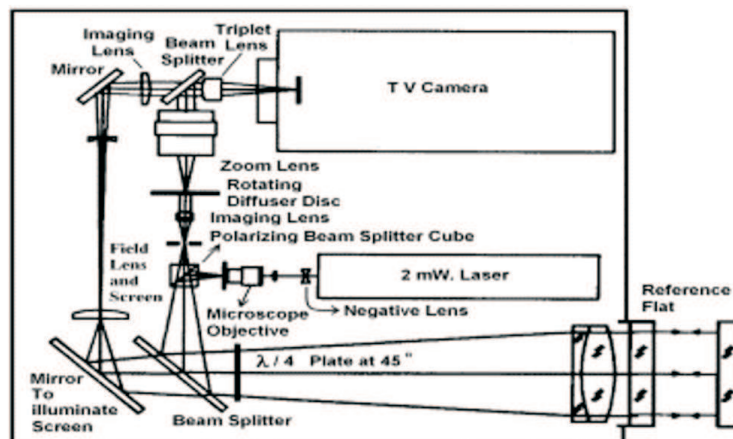 Imaging
Lens
Mirror
Beam
Splitter
Triplet
Lens
T V Camera
Zoom Lens
Rotating
Diffuser Disc
Imaging Lens
Polarizing Beam Splitter Cube
Field
Lens
and
Screen
2 mW. Laser
Microscope
Objective
Negative Lens
Reference
Flat
λ / 4 Plate at 45°
Mirror
To
illuminate
Screen
Beam Splitter